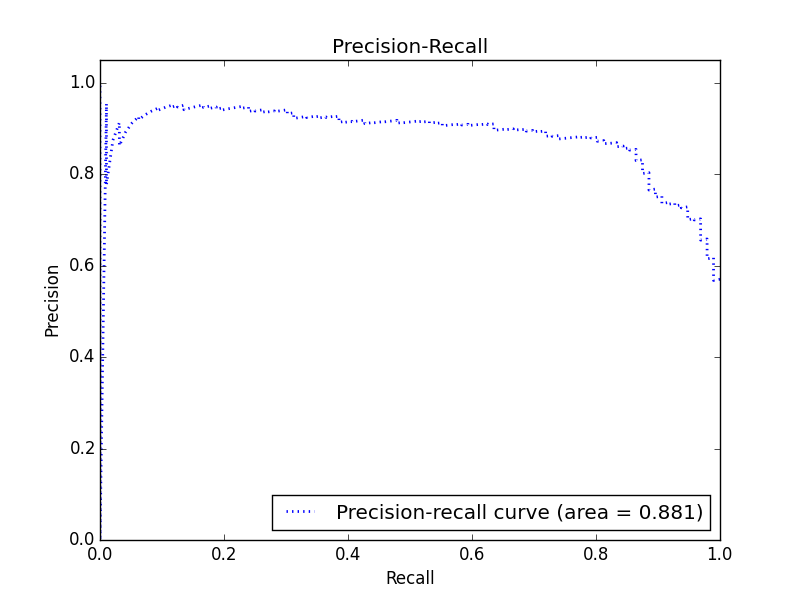 Precision-Recall
1.0
0.8
0.6
0.4
0.2
0.0
Precision
Precision-recall curve (area = 0.881)
0.0 0.2 0.4 0.6 0.8 1.0
Recall